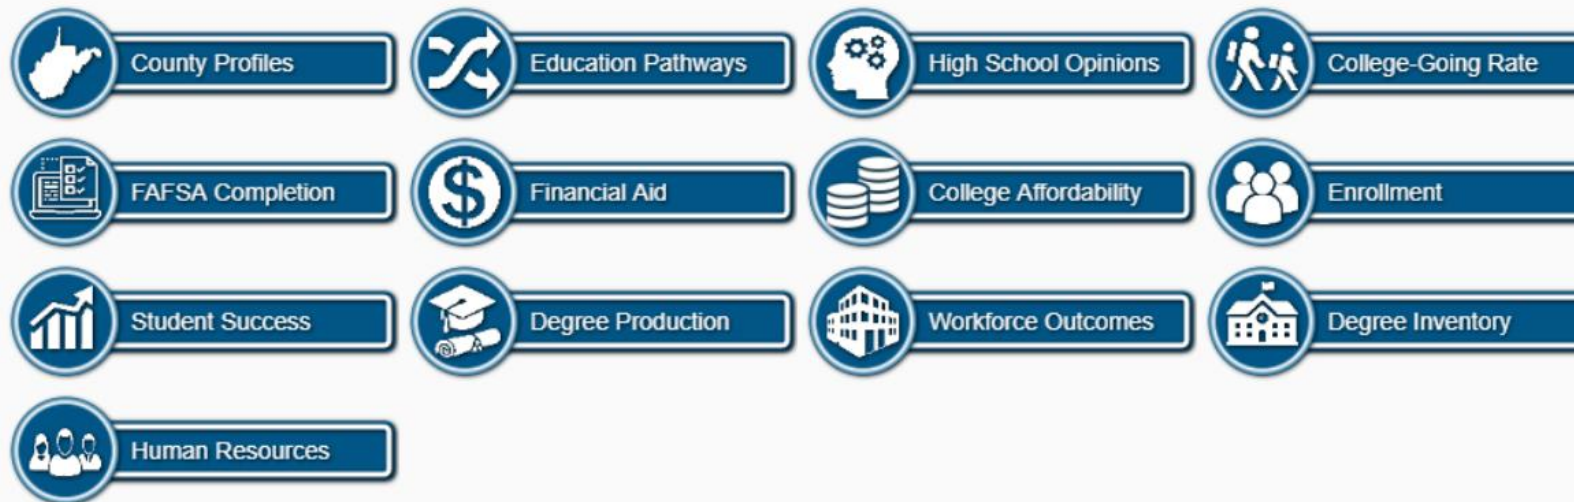 County Profiles
Education Pathways
High School Opinions
College-Going Rate
FAFSA Completion
Financial Aid
College Affordability
Enrollment
Student Success
Degree Production
Workforce Outcomes
Degree Inventory
Human Resources